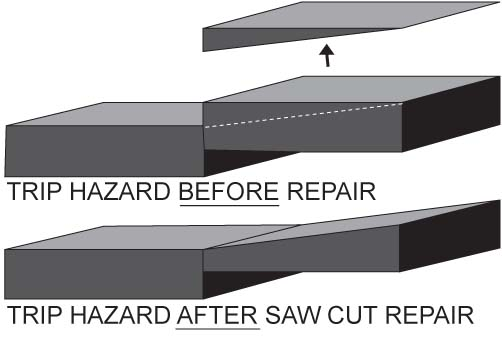 TRIP HAZARD BEFORE REPAIR
TRIP HAZARD AFTER SAW CUT REPAIR